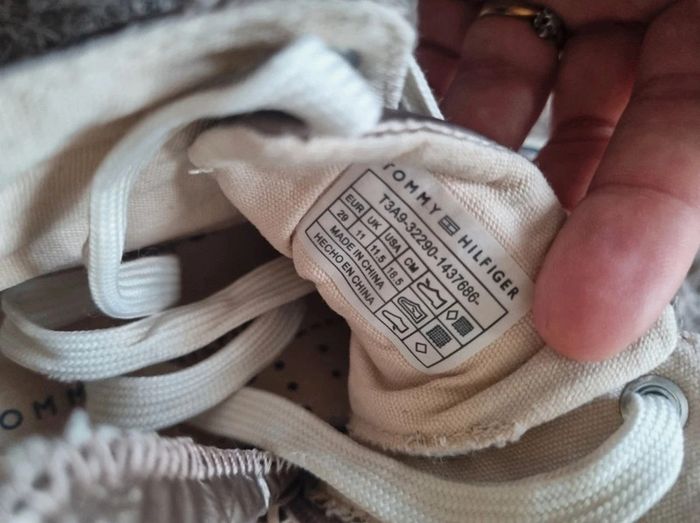 TOMMY HILFIGER
T3A9-32290-1437686-
EUR UK USA CM
29 11 11.5 18.5
MADE IN CHINA
HECHO EN CHINA
OMM